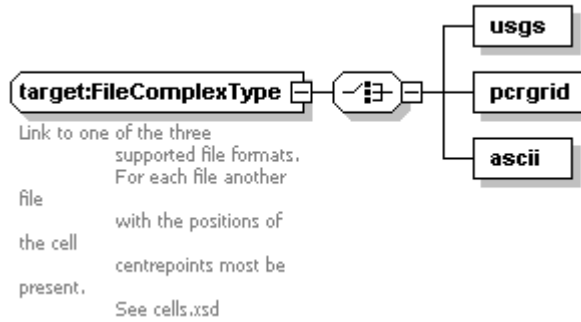 usgs
target:FileComplexType
pcrgrid
ascii
Link to one of the three
supported file formats.
For each file another
file
with the positions of
the cell
centrepoints most be
present.
See cells.xsd